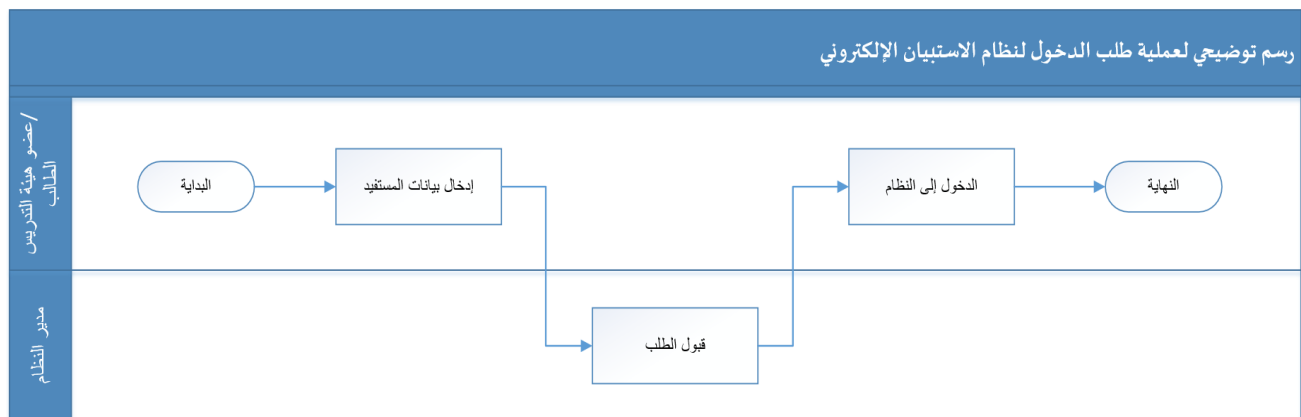 رسم توضيحي لعملية طلب الدخول لنظام الاستبيان الإلكتروني
عضو هيئة التدريس/
الطالب
البداية
إدخال بيانات المستفيد
الدخول إلى النظام
النهاية
مدير النظام
قبول الطلب